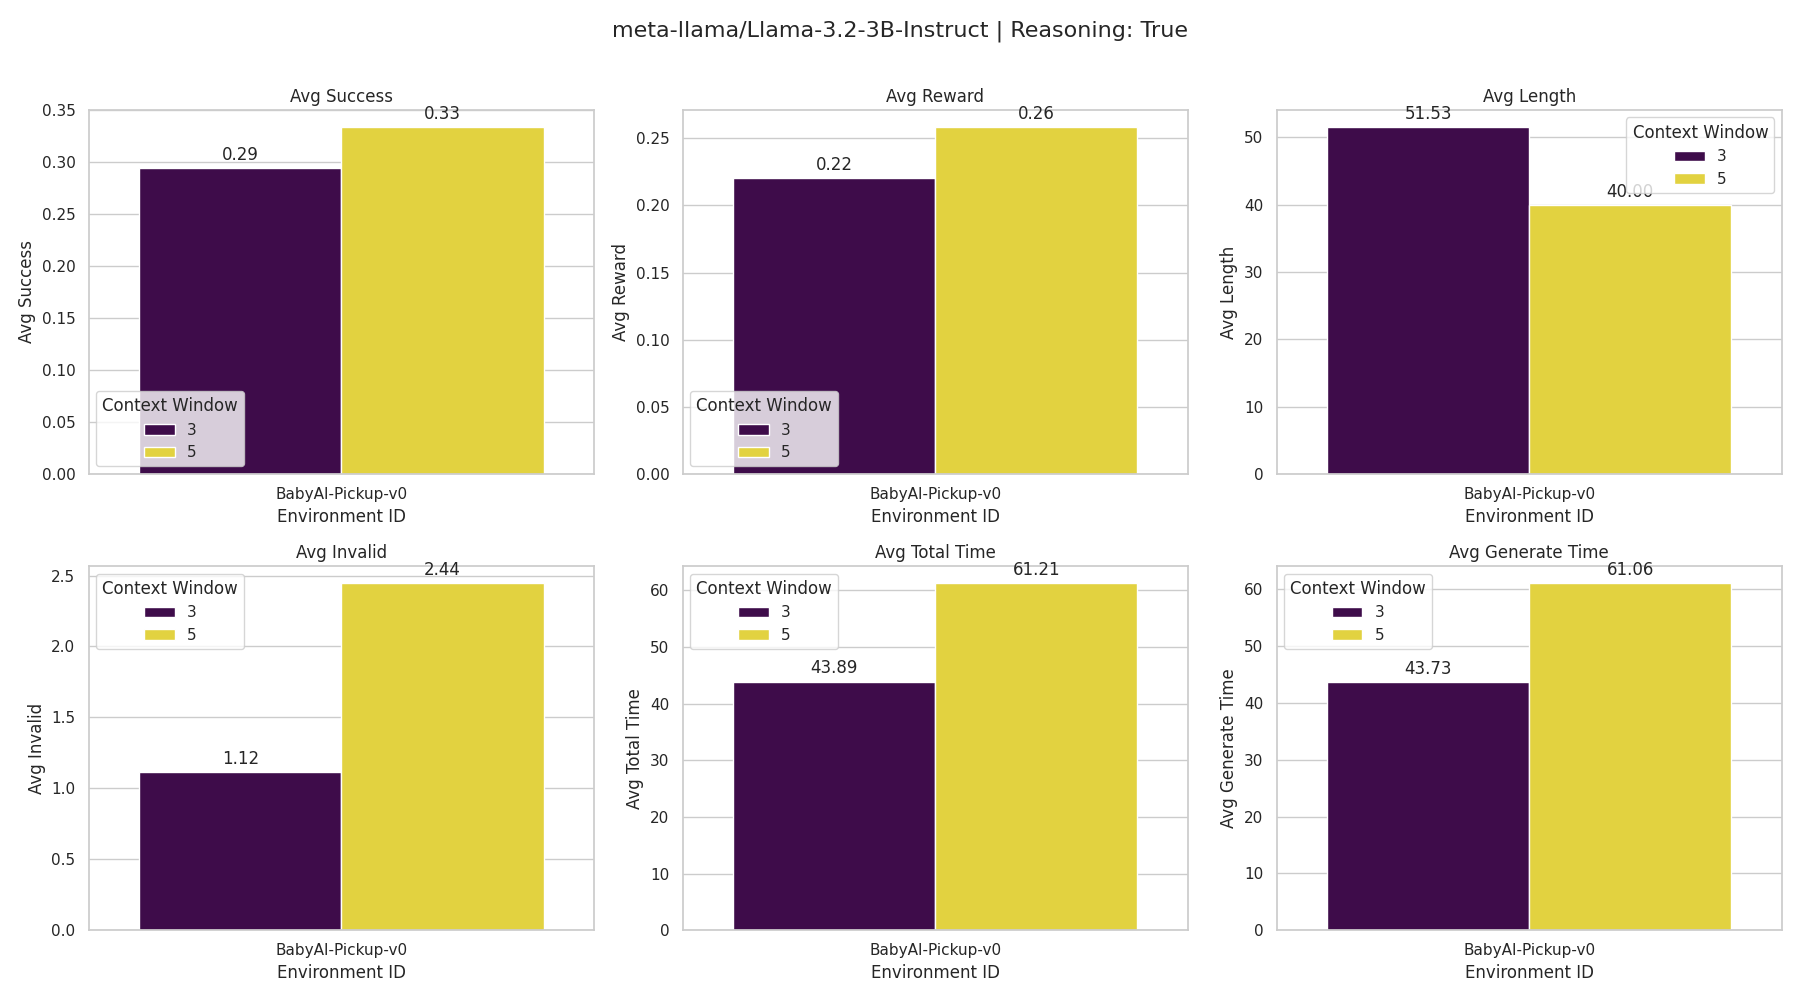 meta-llama/Llama-3.2-3B-Instruct | Reasoning: True
Avg Success
0.35
0.30
0.25
0.20
0.15
0.10
0.05
0.00
Avg Success
0.29
0.33
Context Window
3
5
BabyAI-Pickup-v0
Environment ID
Avg Reward
0.25
0.20
0.15
0.10
0.05
0.00
Avg Reward
0.22
0.26
Context Window
3
5
BabyAI-Pickup-v0
Environment ID
Avg Length
50
40
30
20
10
0
Avg Length
51.53
40.00
Context Window
3
5
BabyAI-Pickup-v0
Environment ID
Avg Invalid
2.5
2.0
1.5
1.0
0.5
0.0
Avg Invalid
1.12
2.44
Context Window
3
5
BabyAI-Pickup-v0
Environment ID
Avg Total Time
60
50
40
30
20
10
0
Avg Total Time
43.89
61.21
Context Window
3
5
BabyAI-Pickup-v0
Environment ID
Avg Generate Time
60
50
40
30
20
10
0
Avg Generate Time
43.73
61.06
Context Window
3
5
BabyAI-Pickup-v0
Environment ID